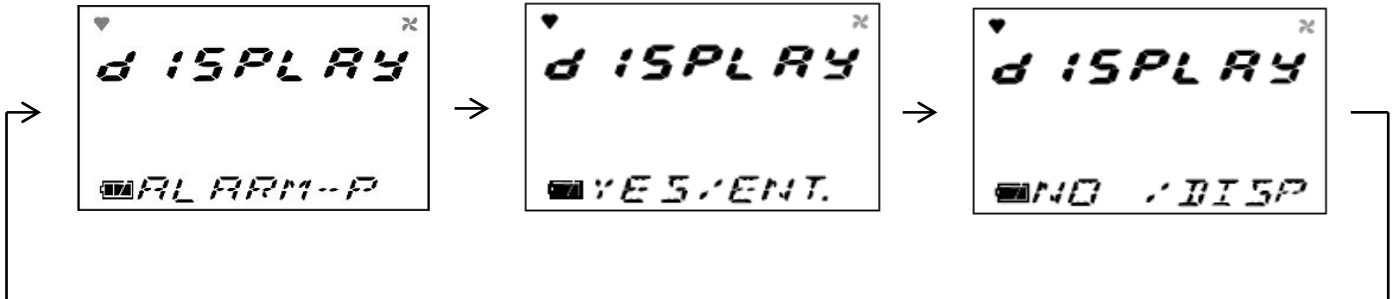 dISPLAY
ALARM--P
dISPLAY
YES/ENT.
dISPLAY
NO /DISP